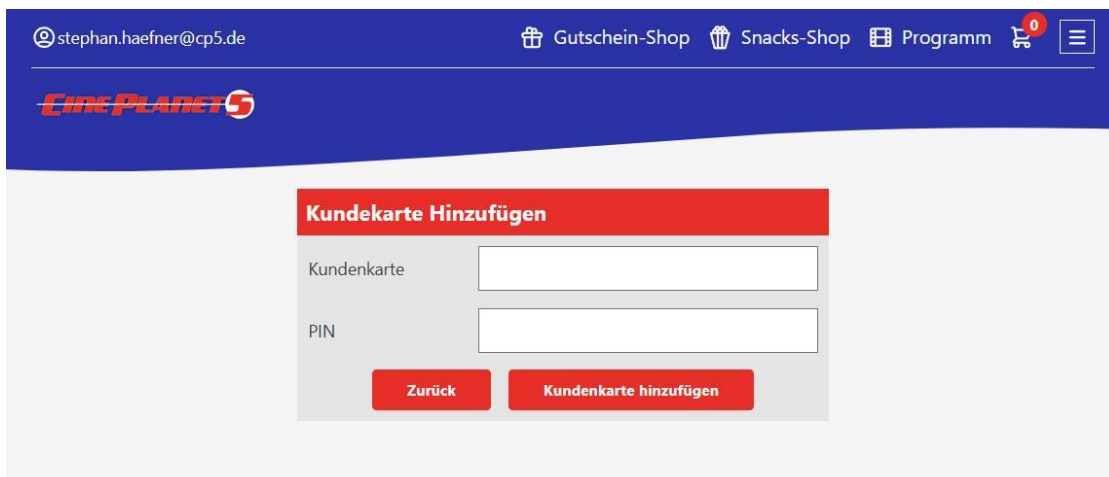 stephan.haefner@cp5.de Gutschein-Shop Snacks-Shop Programm 0
CINEPLANET5
Kundekarte Hinzufügen
Kundenkarte
PIN
Zurück Kundenkarte hinzufügen